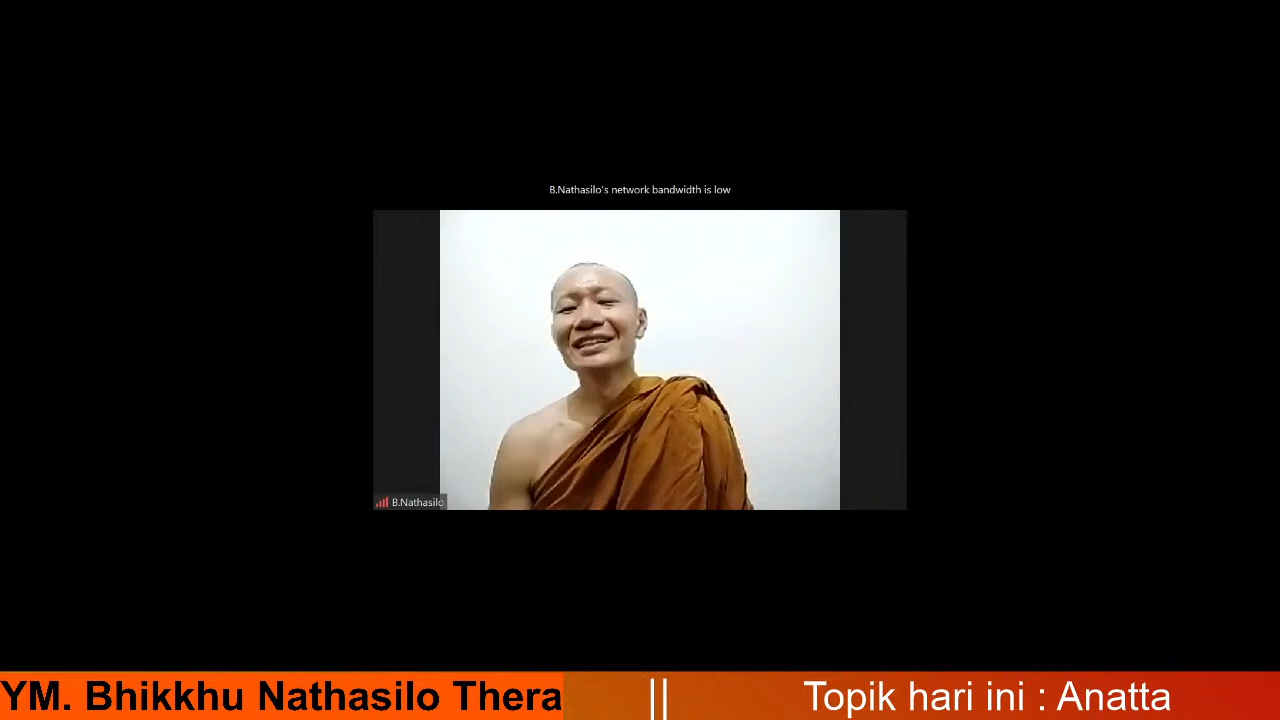 B.Nathasilo's network bandwidth is low
B.Nathasilo
YM. Bhikkhu Nathasilo Thera || Topik hari ini : Anatta